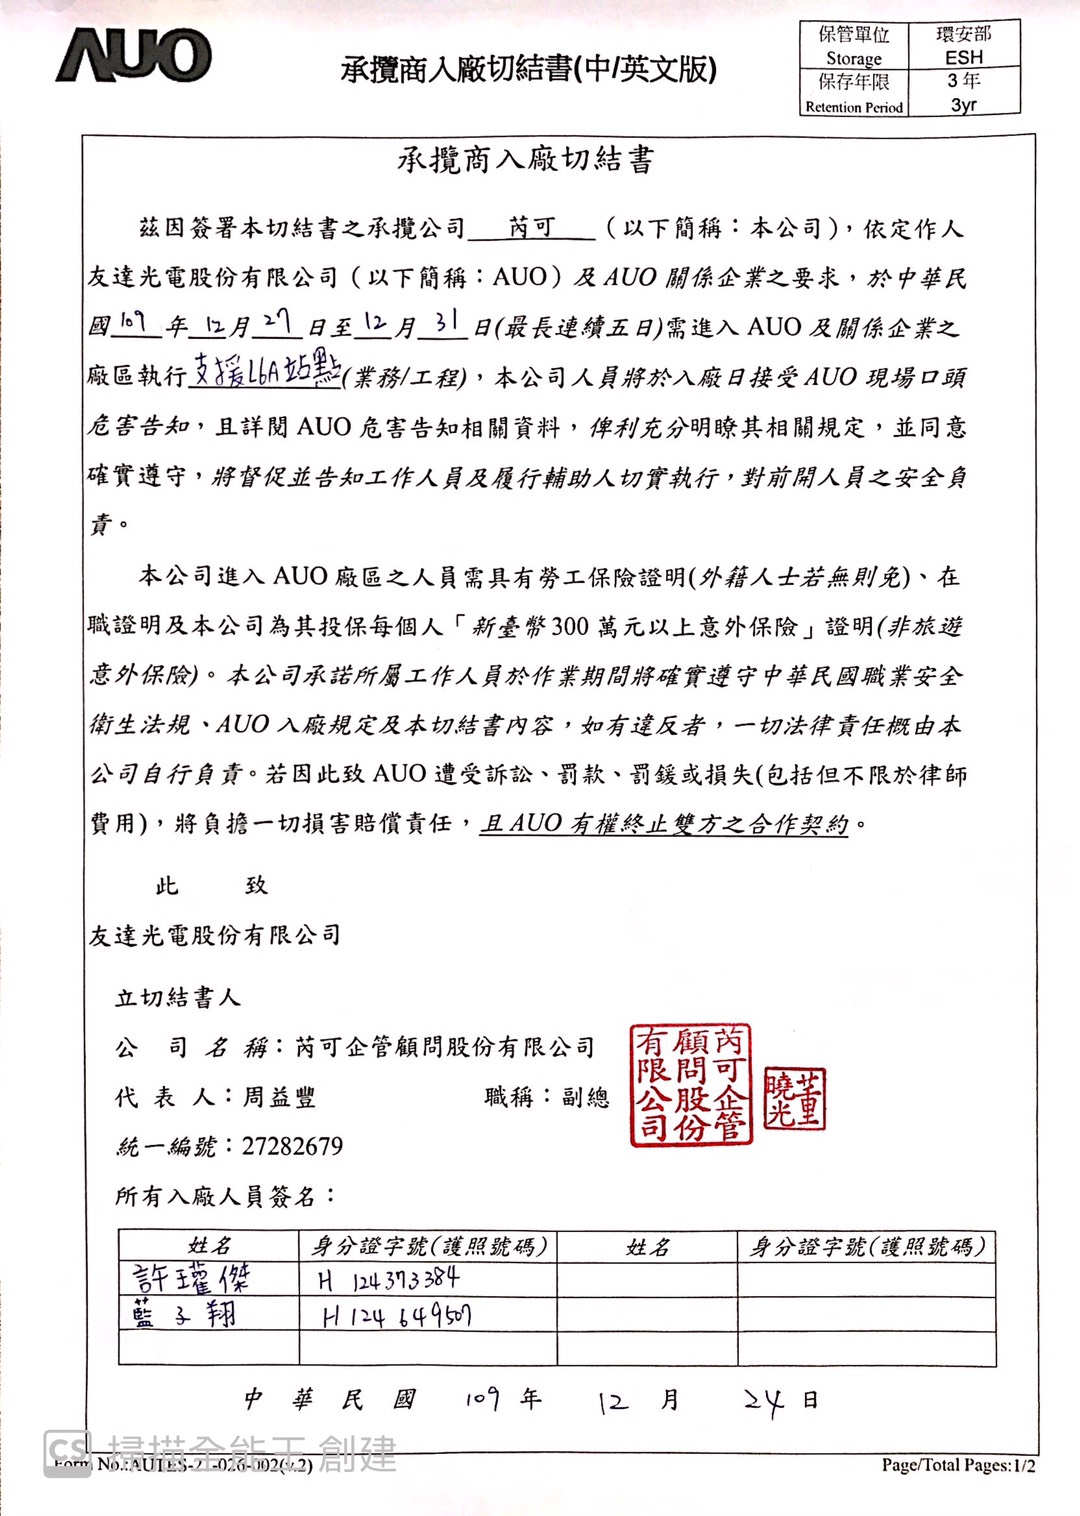 AUO
承攬商入廠切結書(中/英文版)
保管單位 環安部
Storage ESH
保存年限 3 年
Retention Period 3yr
承攬商入廠切結書
茲因簽署本切結書之承攬公司 芮可 (以下簡稱：本公司)，依定作人
友達光電股份有限公司(以下簡稱：AUO)及AUO 關係企業之要求，於中華民
國 109 年 12 月 27 日至 12 月 31 日(最長連續五日)需進入 AUO 及關係企業之
廠區執行 支援L6A站點 (業務/工程)，本公司人員將於入廠日接受 AUO 現場口頭
危害告知，且詳閱 AUO 危害告知相關資料，俾利充分明瞭其相關規定，並同意
確實遵守，將督促並告知工作人員及履行輔助人切實執行，對前開人員之安全負
責。
本公司進入 AUO 廠區之人員需具有勞工保險證明(外籍人士若無則免)、在
職證明及本公司為其投保每個人「新臺幣300 萬元以上意外保險」證明(非旅遊
意外保險)。本公司承諾所屬工作人員於作業期間將確實遵守中華民國職業安全
衛生法規、AUO 入廠規定及本切結書內容，如有違反者，一切法律責任概由本
公司自行負責。若因此致 AUO 遭受訴訟、罰款、罰鍰或損失(包括但不限於律師
費用)，將負擔一切損害賠償責任，且AUO 有權終止雙方之合作契約。
此 致
友達光電股份有限公司
立切結書人
公 司 名 稱：芮可企管顧問股份有限公司
代 表 人：周益豐 職稱：副總
芮可企管
顧問股份
有限公司
董
曉光
統一編號：27282679
所有入廠人員簽名：
姓名 身分證字號(護照號碼) 姓名 身分證字號(護照號碼)
許瓘傑 H 124373384
藍子翔 H 124 649507
中 華 民 國 109 年 12 月 24 日
CS 掃描全能王 創建
Form No.:AUTES-21-026-002(v.2) Page/Total Pages:1/2